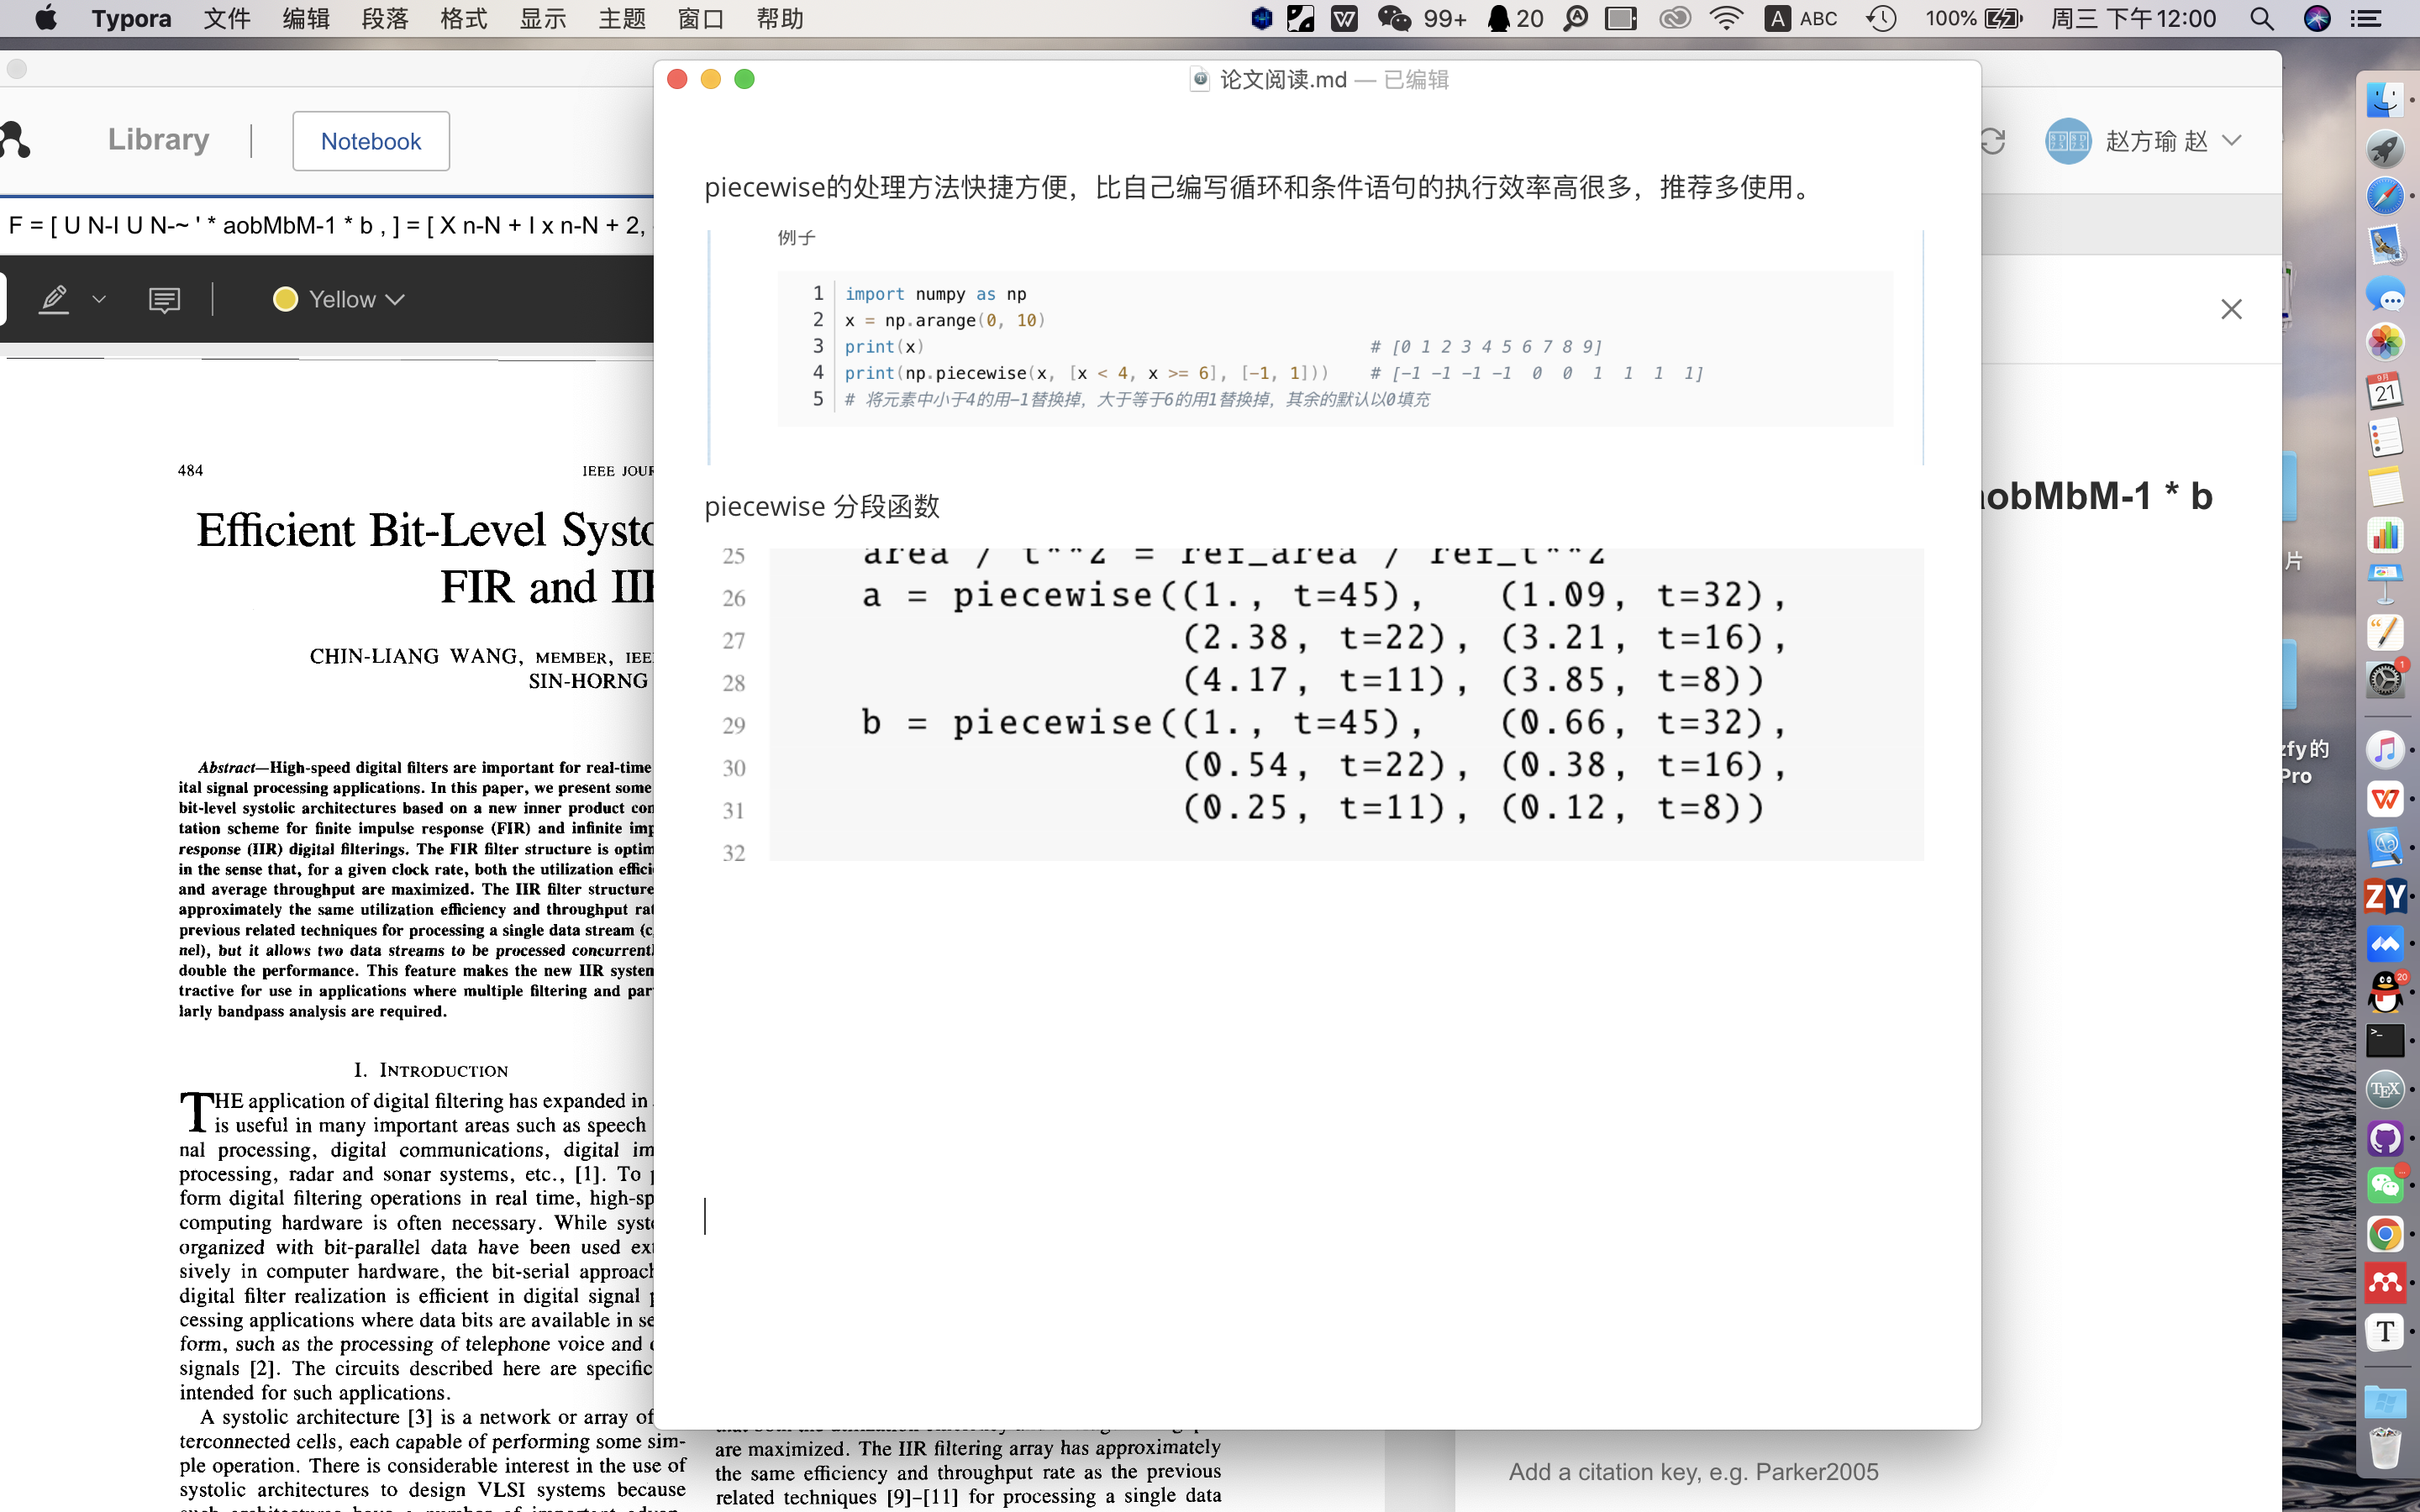 Typora 文件 编辑 段落 格式 显示 主题 窗口 帮助 99+ 20 A ABC 100% 周三 下午12:00
论文阅读.md — 已编辑
Library Notebook
赵方瑜 赵
F = [ U N-I U N-~ ' * aobMbM-1 * b , ] = [ X n-N + I x n-N + 2,
Yellow
484 IEEE JOUR
Efficient Bit-Level Systo
FIR and IIR
CHIN-LIANG WANG, MEMBER, IEEE
SIN-HORNG
Abstract—High-speed digital filters are important for real-time
ital signal processing applications. In this paper, we present some
bit-level systolic architectures based on a new inner product com
tation scheme for finite impulse response (FIR) and infinite imp
response (IIR) digital filterings. The FIR filter structure is optim
in the sense that, for a given clock rate, both the utilization effici
and average throughput are maximized. The IIR filter structure
approximately the same utilization efficiency and throughput rat
previous related techniques for processing a single data stream (c
nel), but it allows two data streams to be processed concurrentl
double the performance. This feature makes the new IIR system
tractive for use in applications where multiple filtering and par
larly bandpass analysis are required.
I. INTRODUCTION
THE application of digital filtering has expanded in
is useful in many important areas such as speech
nal processing, digital communications, digital im
processing, radar and sonar systems, etc., [1]. To p
form digital filtering operations in real time, high-sp
computing hardware is often necessary. While syste
organized with bit-parallel data have been used ext
sively in computer hardware, the bit-serial approach
digital filter realization is efficient in digital signal p
cessing applications where data bits are available in se
form, such as the processing of telephone voice and d
signals [2]. The circuits described here are specific
intended for such applications.
A systolic architecture [3] is a network or array of
terconnected cells, each capable of performing some sim-
ple operation. There is considerable interest in the use of
systolic architectures to design VLSI systems because
are maximized. The IIR filtering array has approximately
the same efficiency and throughput rate as the previous
related techniques [9]–[11] for processing a single data
piecewise的处理方法快捷方便，比自己编写循环和条件语句的执行效率高很多，推荐多使用。
例子
1 import numpy as np
2 x = np.arange(0, 10)
3 print(x) # [0 1 2 3 4 5 6 7 8 9]
4 print(np.piecewise(x, [x < 4, x >= 6], [-1, 1])) # [-1 -1 -1 -1 0 0 1 1 1 1]
5 # 将元素中小于4的用-1替换掉，大于等于6的用1替换掉，其余的默认以0填充
piecewise 分段函数
25 area / t**2 = ref_area / ref_t**2
26 a = piecewise((1., t=45), (1.09, t=32),
27 (2.38, t=22), (3.21, t=16),
28 (4.17, t=11), (3.85, t=8))
29 b = piecewise((1., t=45), (0.66, t=32),
30 (0.54, t=22), (0.38, t=16),
31 (0.25, t=11), (0.12, t=8))
32
aobMbM-1 * b
片
zfy的
Pro
Add a citation key, e.g. Parker2005
9月
21
1
ZY
20
TEX
T